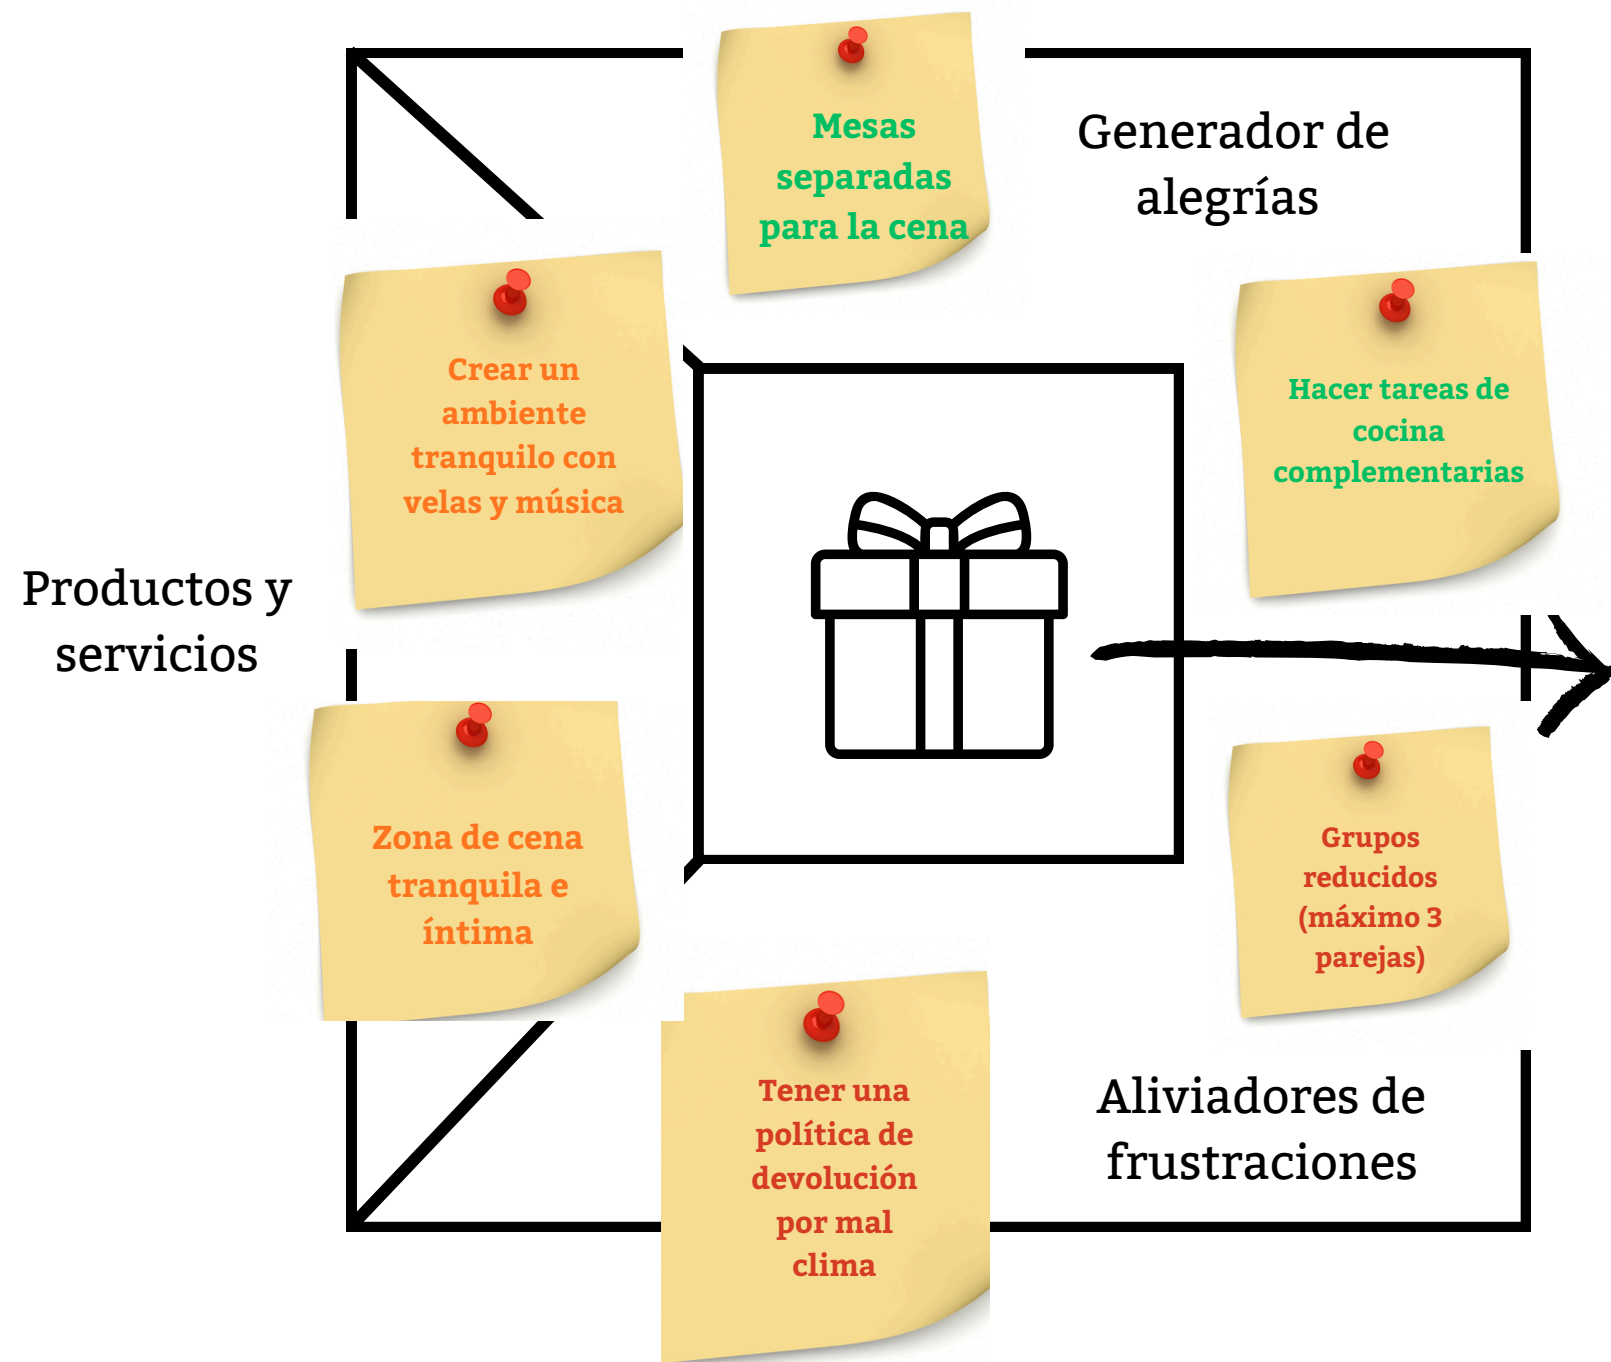 Mesas
separadas
para la cena
Generador de
alegrías
Crear un
ambiente
tranquilo con
velas y música
Hacer tareas de
cocina
complementarias
Productos y
servicios
Zona de cena
tranquila e
íntima
Grupos
reducidos
(máximo 3
parejas)
Tener una
política de
devolución
por mal
clima
Aliviadores de
frustraciones